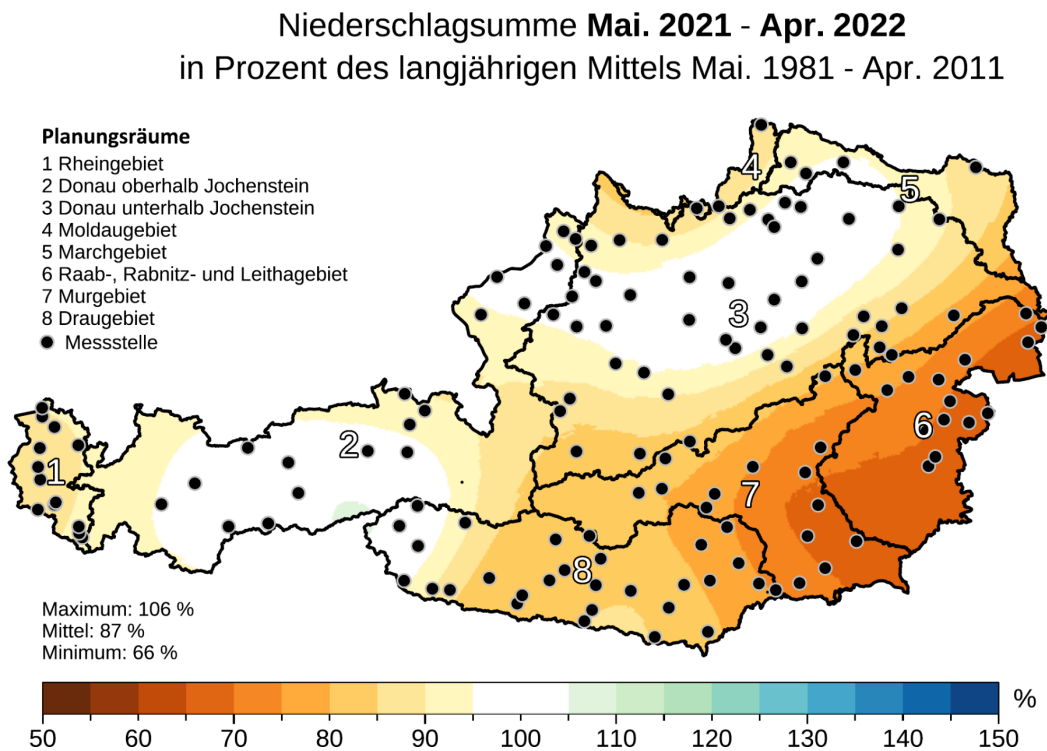 Niederschlagsumme Mai. 2021 - Apr. 2022
in Prozent des langjährigen Mittels Mai. 1981 - Apr. 2011
Planungsräume
1 Rheingebiet
2 Donau oberhalb Jochenstein
3 Donau unterhalb Jochenstein
4 Moldaugebiet
5 Marchgebiet
6 Raab-, Rabnitz- und Leithagebiet
7 Murgebiet
8 Draugebiet
Messstelle
4
5
3
2
6
1
7
8
Maximum: 106 %
Mittel: 87 %
Minimum: 66 %
%
50 60 70 80 90 100 110 120 130 140 150